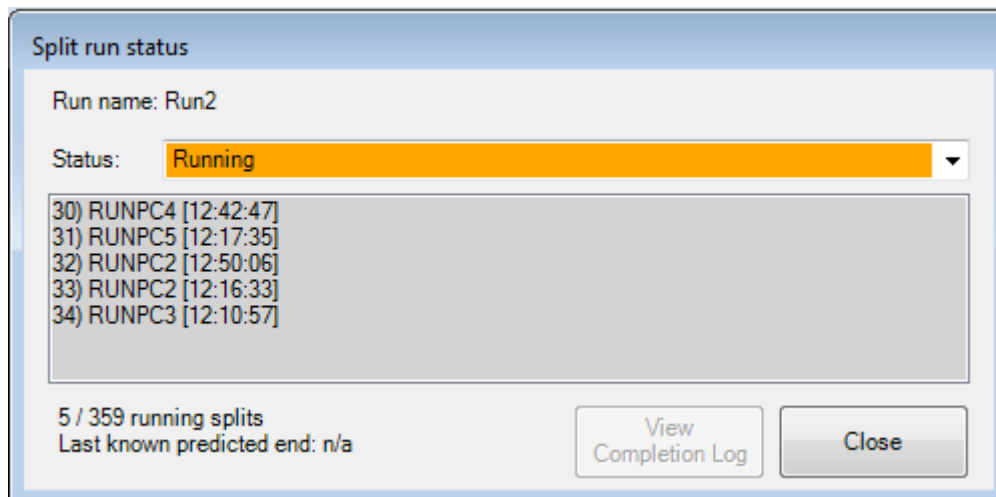 Split run status
Run name: Run2
Status: Running
30) RUNPC4 [12:42:47]
31) RUNPC5 [12:17:35]
32) RUNPC2 [12:50:06]
33) RUNPC2 [12:16:33]
34) RUNPC3 [12:10:57]
5 / 359 running splits
Last known predicted end: n/a
View
Completion Log
Close